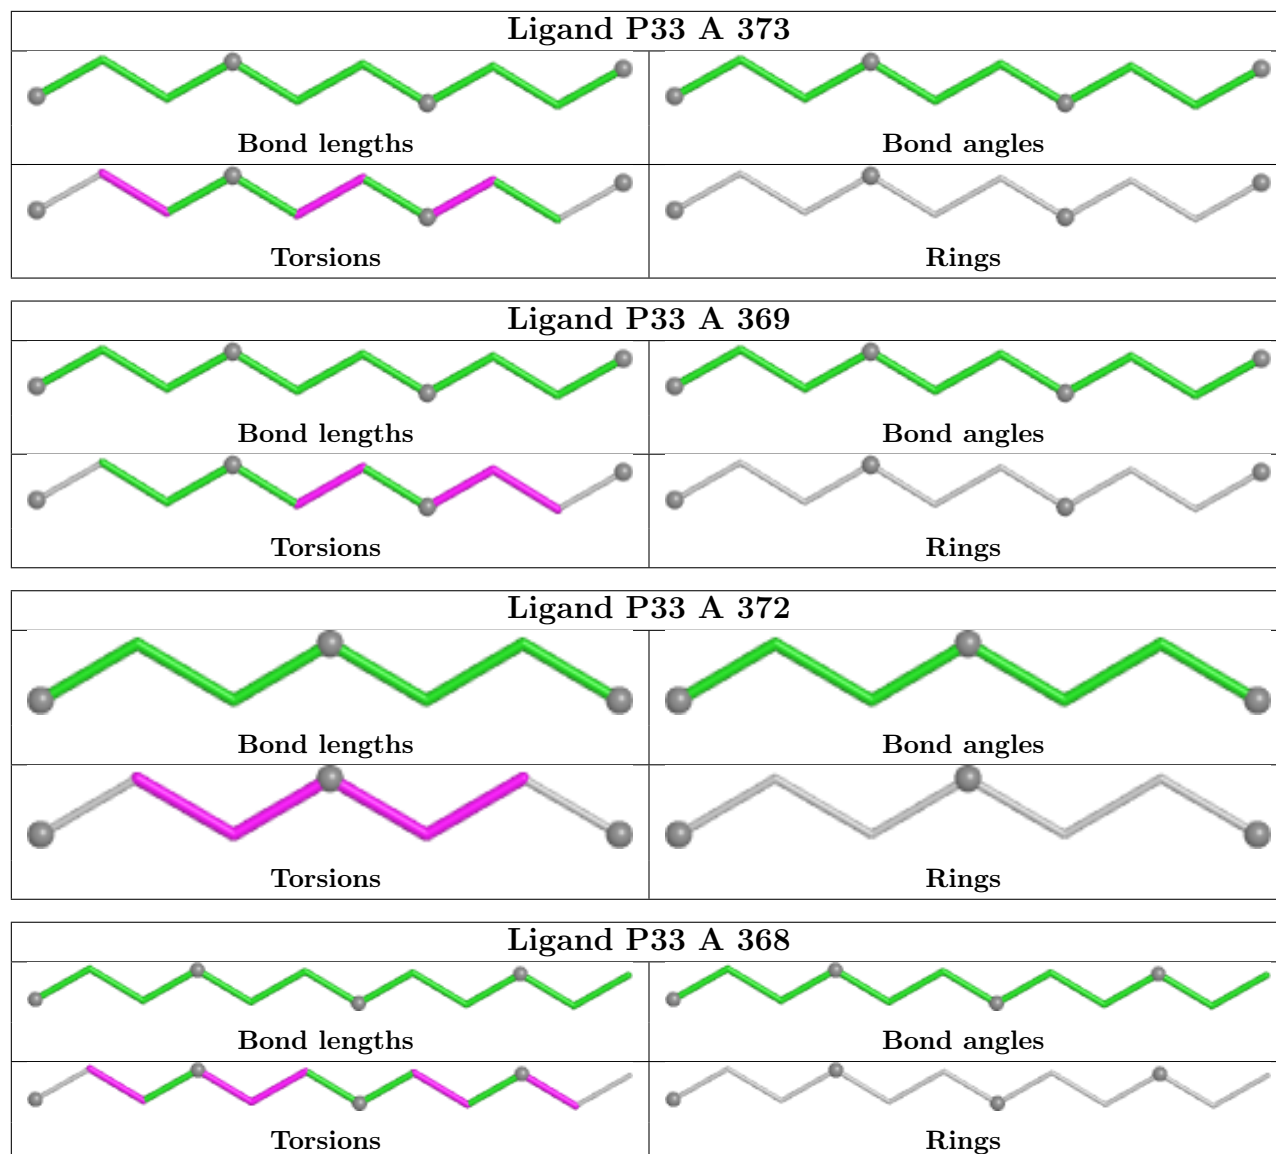 Ligand P33 A 373
Bond lengths
Bond angles
Torsions
Rings
Ligand P33 A 369
Bond lengths
Bond angles
Torsions
Rings
Ligand P33 A 372
Bond lengths
Bond angles
Torsions
Rings
Ligand P33 A 368
Bond lengths
Bond angles
Torsions
Rings